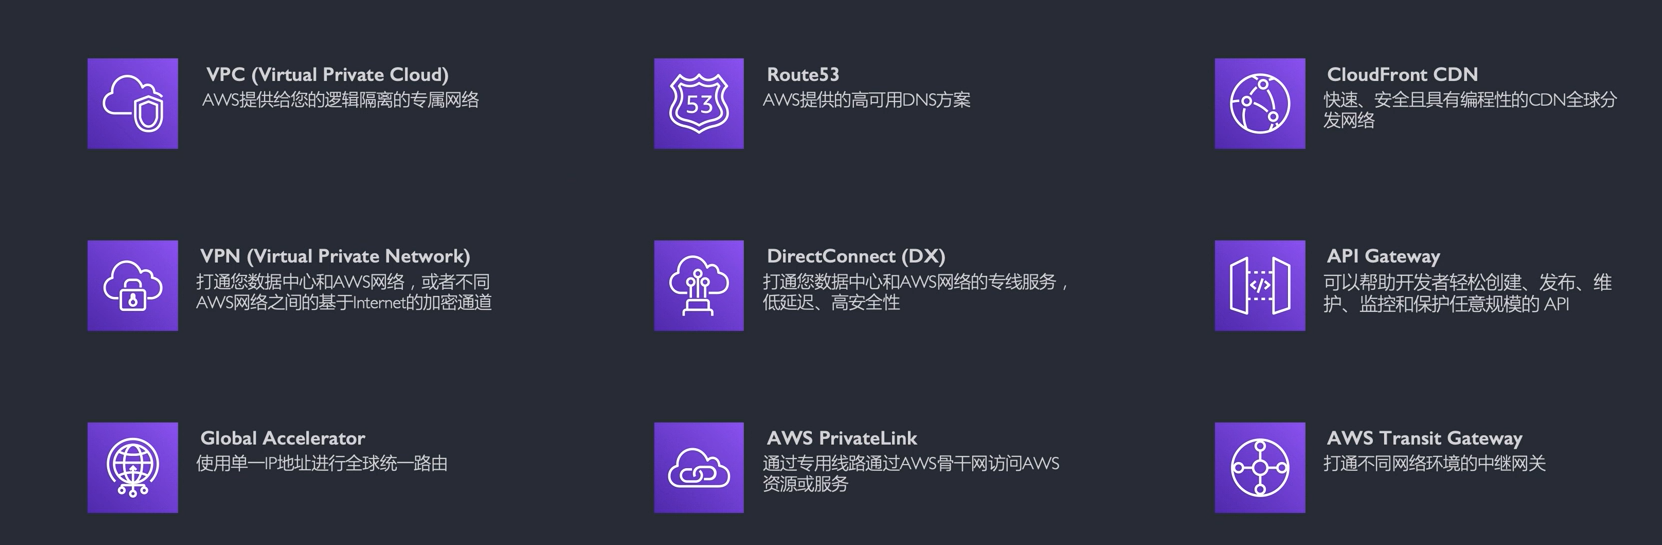 VPC (Virtual Private Cloud)
AWS提供给您的逻辑隔离的专属网络
Route53
53
AWS提供的高可用DNS方案
CloudFront CDN
快速、安全且具有编程性的CDN全球分
发网络
VPN (Virtual Private Network)
打通您数据中心和AWS网络，或者不同
AWS网络之间的基于Internet的加密通道
DirectConnect (DX)
打通您数据中心和AWS网络的专线服务，
低延迟、高安全性
API Gateway
</>
可以帮助开发者轻松创建、发布、维
护、监控和保护任意规模的 API
Global Accelerator
使用单一IP地址进行全球统一路由
AWS PrivateLink
通过专用线路通过AWS骨干网访问AWS
资源或服务
AWS Transit Gateway
打通不同网络环境的中继网关